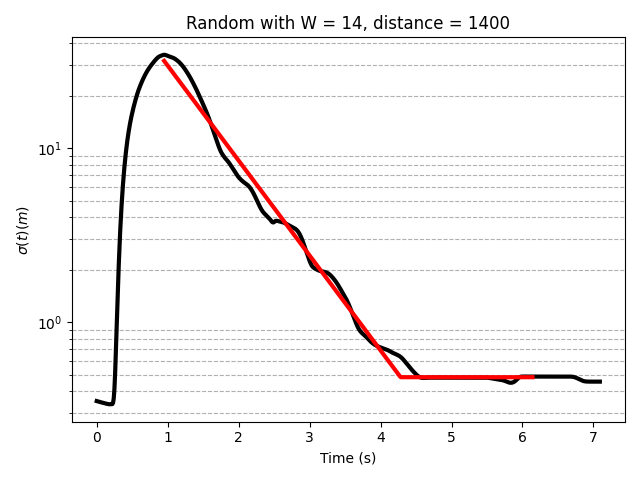 Random with W = 14, distance = 1400
σ(t)(m)
10¹
10⁰
0 1 2 3 4 5 6 7
Time (s)